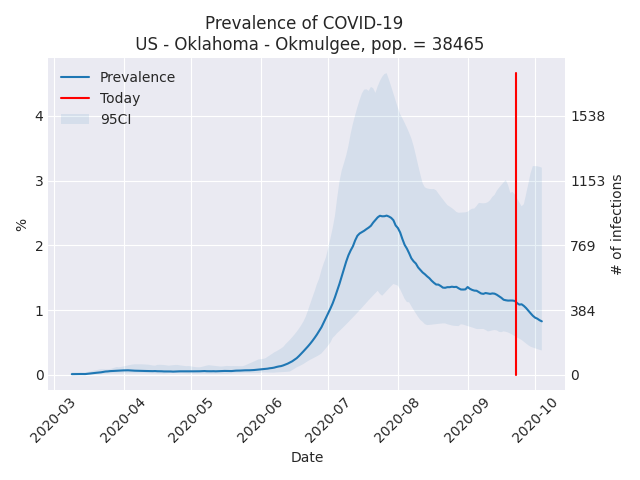 Prevalence of COVID-19
US - Oklahoma - Okmulgee, pop. = 38465
Prevalence
Today
95CI
%
4
3
2
1
0
1538
1153
769
384
0
# of infections
2020-03
2020-04
2020-05
2020-06
2020-07
2020-08
2020-09
2020-10
Date